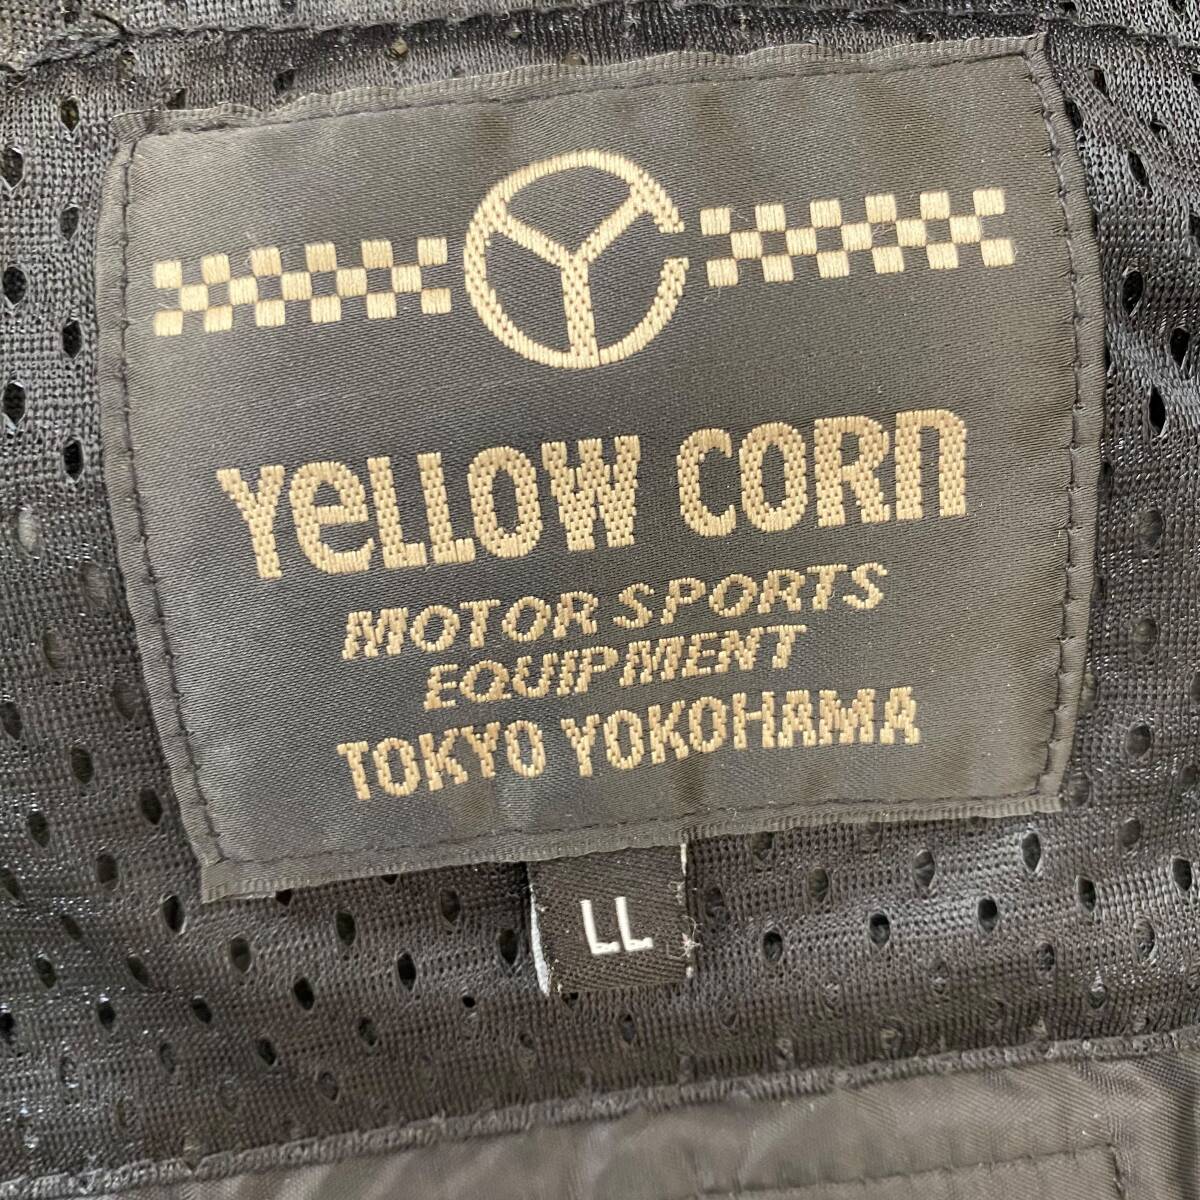 YeLLOW CORn
MOTOR SPORTS
EQUIPMENT
TOKYO YOKOHAMA
LL